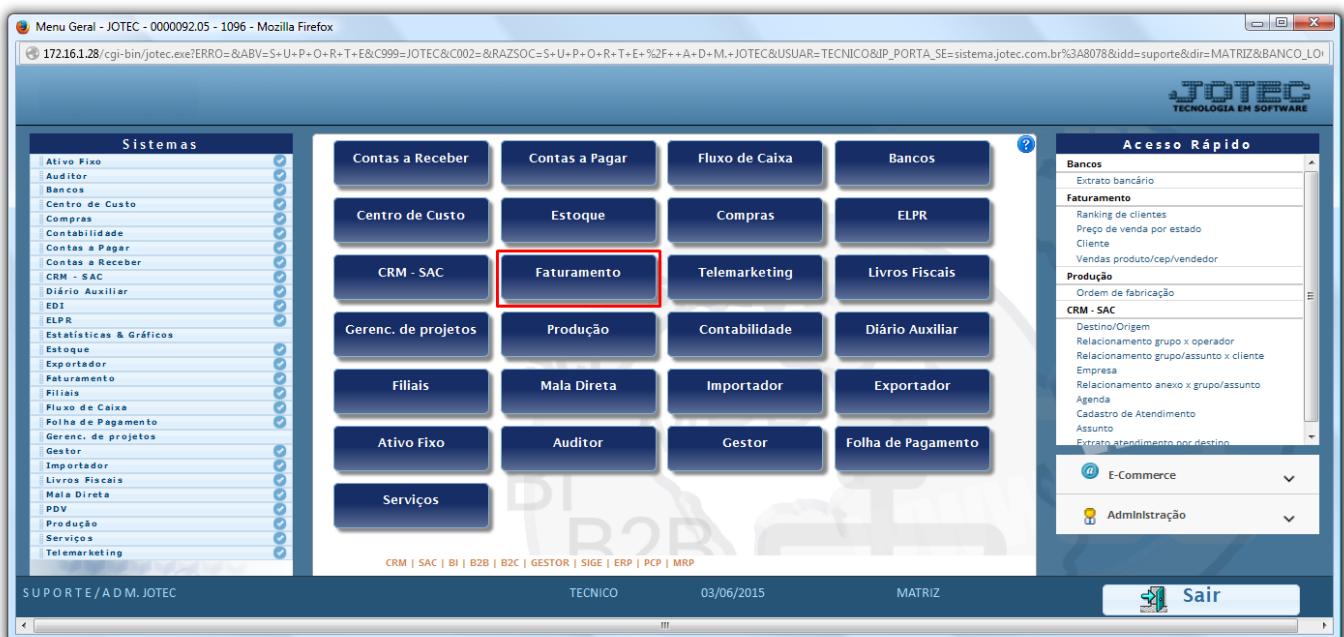 Menu Geral - JOTEC - 0000092.05 - 1096 - Mozilla Firefox
172.16.1.28/cgi-bin/jotec.exe?ERRO=&ABV=S+U+P+O+R+T+E&C999=JOTEC&C002=&RAZSOC=S+U+P+O+R+T+E+%2F++A+D+M.+JOTEC&USUAR=TECNICO&IP_PORTA_SE=sistema.jotec.com.br%3A8078&idd=suporte&dir=MATRIZ&BANCO_LO
JOTEC
TECNOLOGIA EM SOFTWARE
Sistemas
Ativo Fixo
Auditor
Bancos
Centro de Custo
Compras
Contabilidade
Contas a Pagar
Contas a Receber
CRM - SAC
Diário Auxiliar
EDI
ELPR
Estatísticas & Gráficos
Estoque
Exportador
Faturamento
Filiais
Fluxo de Caixa
Folha de Pagamento
Gerenc. de projetos
Gestor
Importador
Livros Fiscais
Mala Direta
PDV
Produção
Serviços
Telemarketing
Contas a Receber Contas a Pagar Fluxo de Caixa Bancos
Centro de Custo Estoque Compras ELPR
CRM - SAC Faturamento Telemarketing Livros Fiscais
Gerenc. de projetos Produção Contabilidade Diário Auxiliar
Filiais Mala Direta Importador Exportador
Ativo Fixo Auditor Gestor Folha de Pagamento
Serviços
BI
B2B
CRM | SAC | BI | B2B | B2C | GESTOR | SIGE | ERP | PCP | MRP
?
Acesso Rápido
Bancos
Extrato bancário
Faturamento
Ranking de clientes
Preço de venda por estado
Cliente
Vendas produto/cep/vendedor
Produção
Ordem de fabricação
CRM - SAC
Destino/Origem
Relacionamento grupo x operador
Relacionamento grupo/assunto x cliente
Empresa
Relacionamento anexo x grupo/assunto
Agenda
Cadastro de Atendimento
Assunto
Extrato atendimento por destino
@ E-Commerce
Administração
S U P O R T E / A D M. JOTEC TECNICO 03/06/2015 MATRIZ Sair